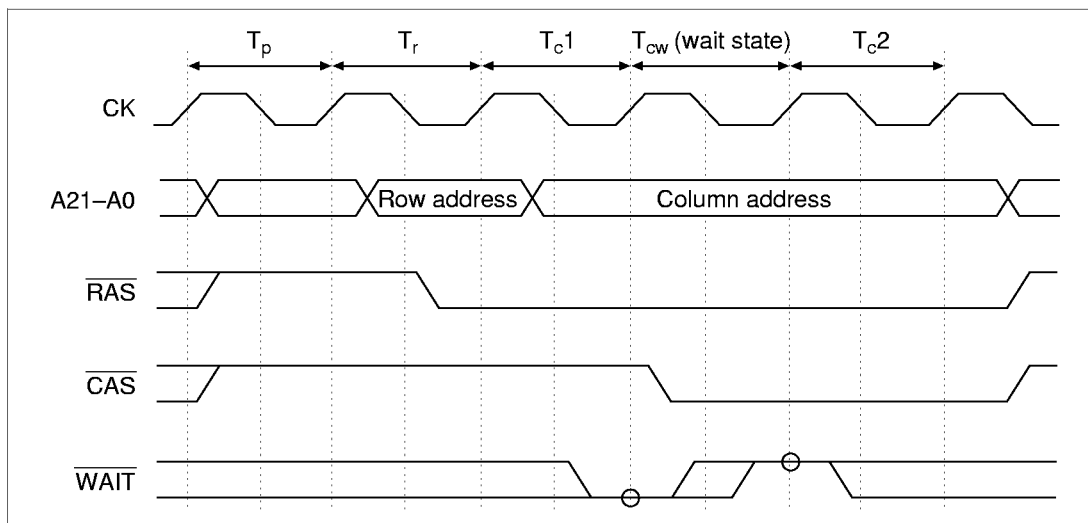 Tp Tr Tc1 Tcw (wait state) Tc2
CK
A21–A0 Row address Column address
RAS
CAS
WAIT